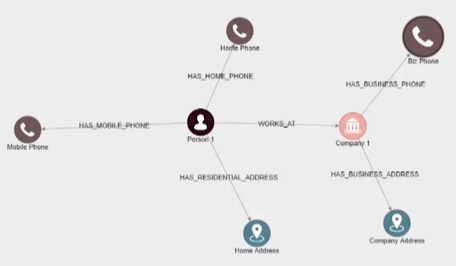 Home Phone
Biz Phone
HAS_HOME_PHONE
HAS_BUSINESS_PHONE
HAS_MOBILE_PHONE
WORKS_AT
Mobile Phone
Person 1
Company 1
HAS_RESIDENTIAL_ADDRESS
HAS_BUSINESS_ADDRESS
Home Address
Company Address